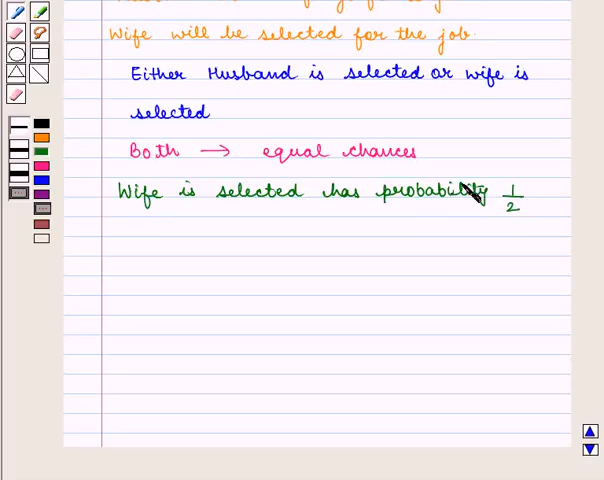 Wife will be selected for the job.
Either Husband is selected or wife is
selected
Both → equal chances
Wife is selected has probability 1/2